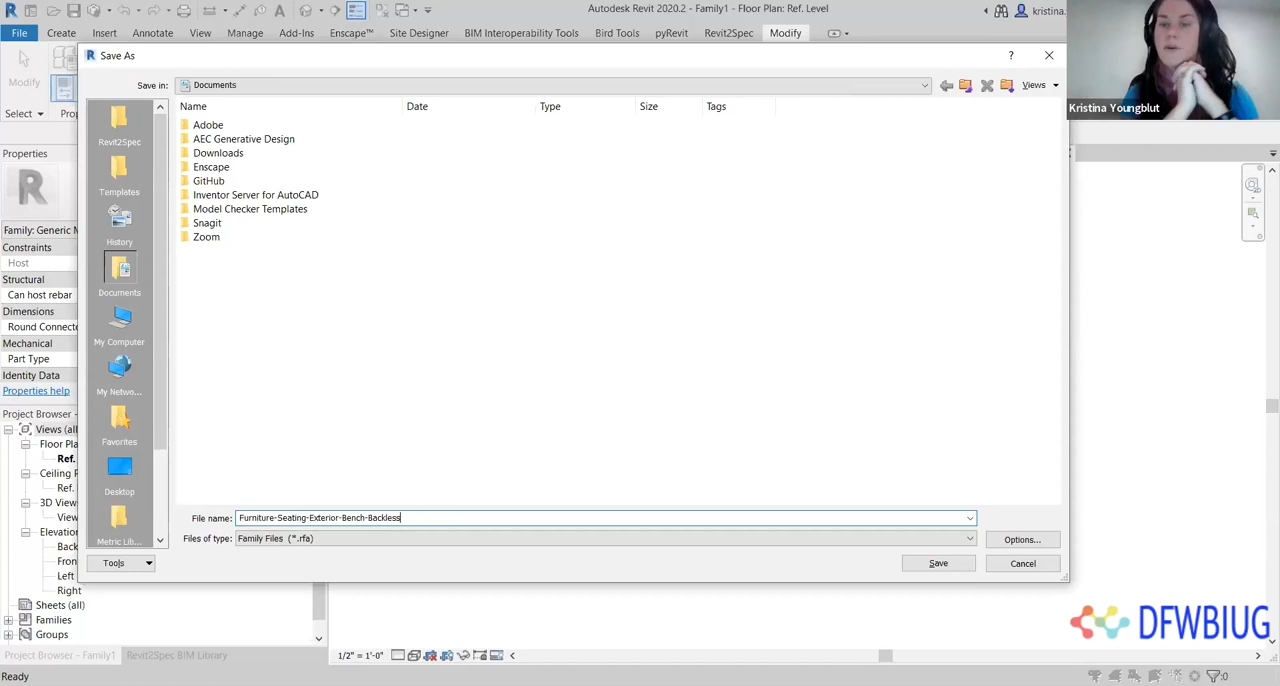 Autodesk Revit 2020.2 - Family1 - Floor Plan: Ref. Level
kristina.
File Create Insert Annotate View Manage Add-Ins Enscape™ Site Designer BIM Interoperability Tools Bird Tools pyRevit Revit2Spec Modify
Save As
Modify
Save in: Documents
Views
Kristina Youngblut
Name Date Type Size Tags
Select
Adobe
AEC Generative Design
Revit2Spec
Downloads
Properties
Enscape
GitHub
Templates
Inventor Server for AutoCAD
Model Checker Templates
Snagit
Family: Generic M
Zoom
History
Constraints
Host
Structural
Can host rebar
Documents
Dimensions
Round Connecto
Mechanical
My Computer
Part Type
Identity Data
Properties help
My Netwo...
Project Browser -
Views (all
Floor Pla
Favorites
Ref.
Ceiling P
Ref.
Desktop
3D View
View
File name: Furniture-Seating-Exterior-Bench-Backless
Elevation
Files of type: Family Files (*.rfa)
Options...
Metric Lib...
Back
Fron
Tools
Save
Cancel
Left
Right
Sheets (all)
Families
Groups
DFWBIUG
Project Browser - Family1
Revit2Spec BIM Library
1/2" = 1'-0"
Ready
:0